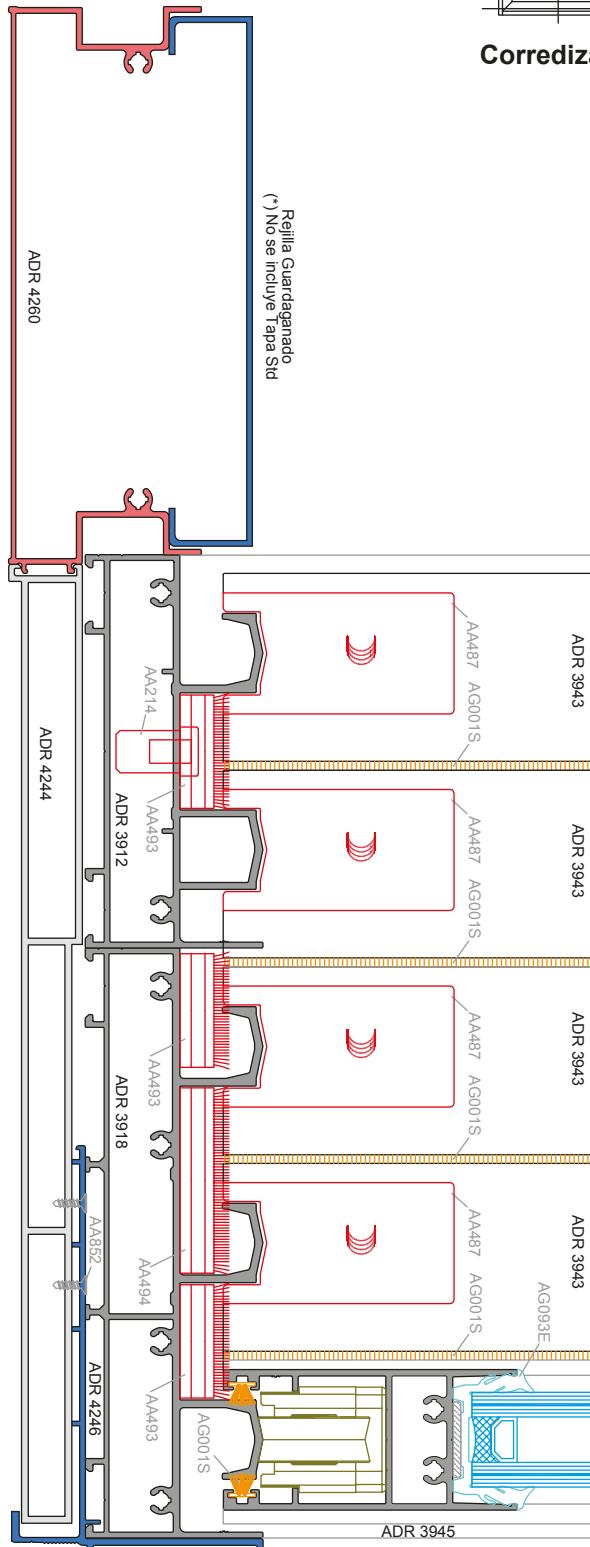 Corrediza
Rejilla Guardaganado
(*) No se incluye Tapa Std
ADR 4260
ADR 3943
AA487
AG001S
AA214
AA493
ADR 4244
ADR 3912
ADR 3943
AA487
AG001S
ADR 3943
AA487
AG001S
AA493
ADR 3918
ADR 3943
AA487
AG001S
AA852
AA494
AG093E
ADR 4246
AA493
AG001S
ADR 3945